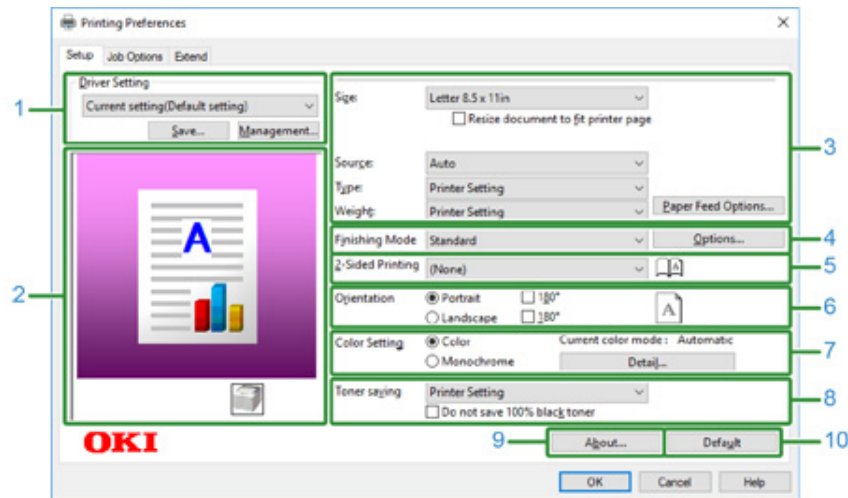 Printing Preferences
Setup Job Options Extend
Driver Setting
1
Current setting(Default setting)
Save... Management...
2
A
OKI
Size: Letter 8.5 x 11in
Resize document to fit printer page
3
Source: Auto
Type: Printer Setting
Weight: Printer Setting Paper Feed Options...
Finishing Mode Standard Options... 4
2-Sided Printing (None) A 5
Orientation Portrait 180°
Landscape 180° A 6
Color Setting Color Current color mode : Automatic
Monochrome Detail... 7
Toner saving Printer Setting
Do not save 100% black toner 8
9 About... Default 10
OK Cancel Help